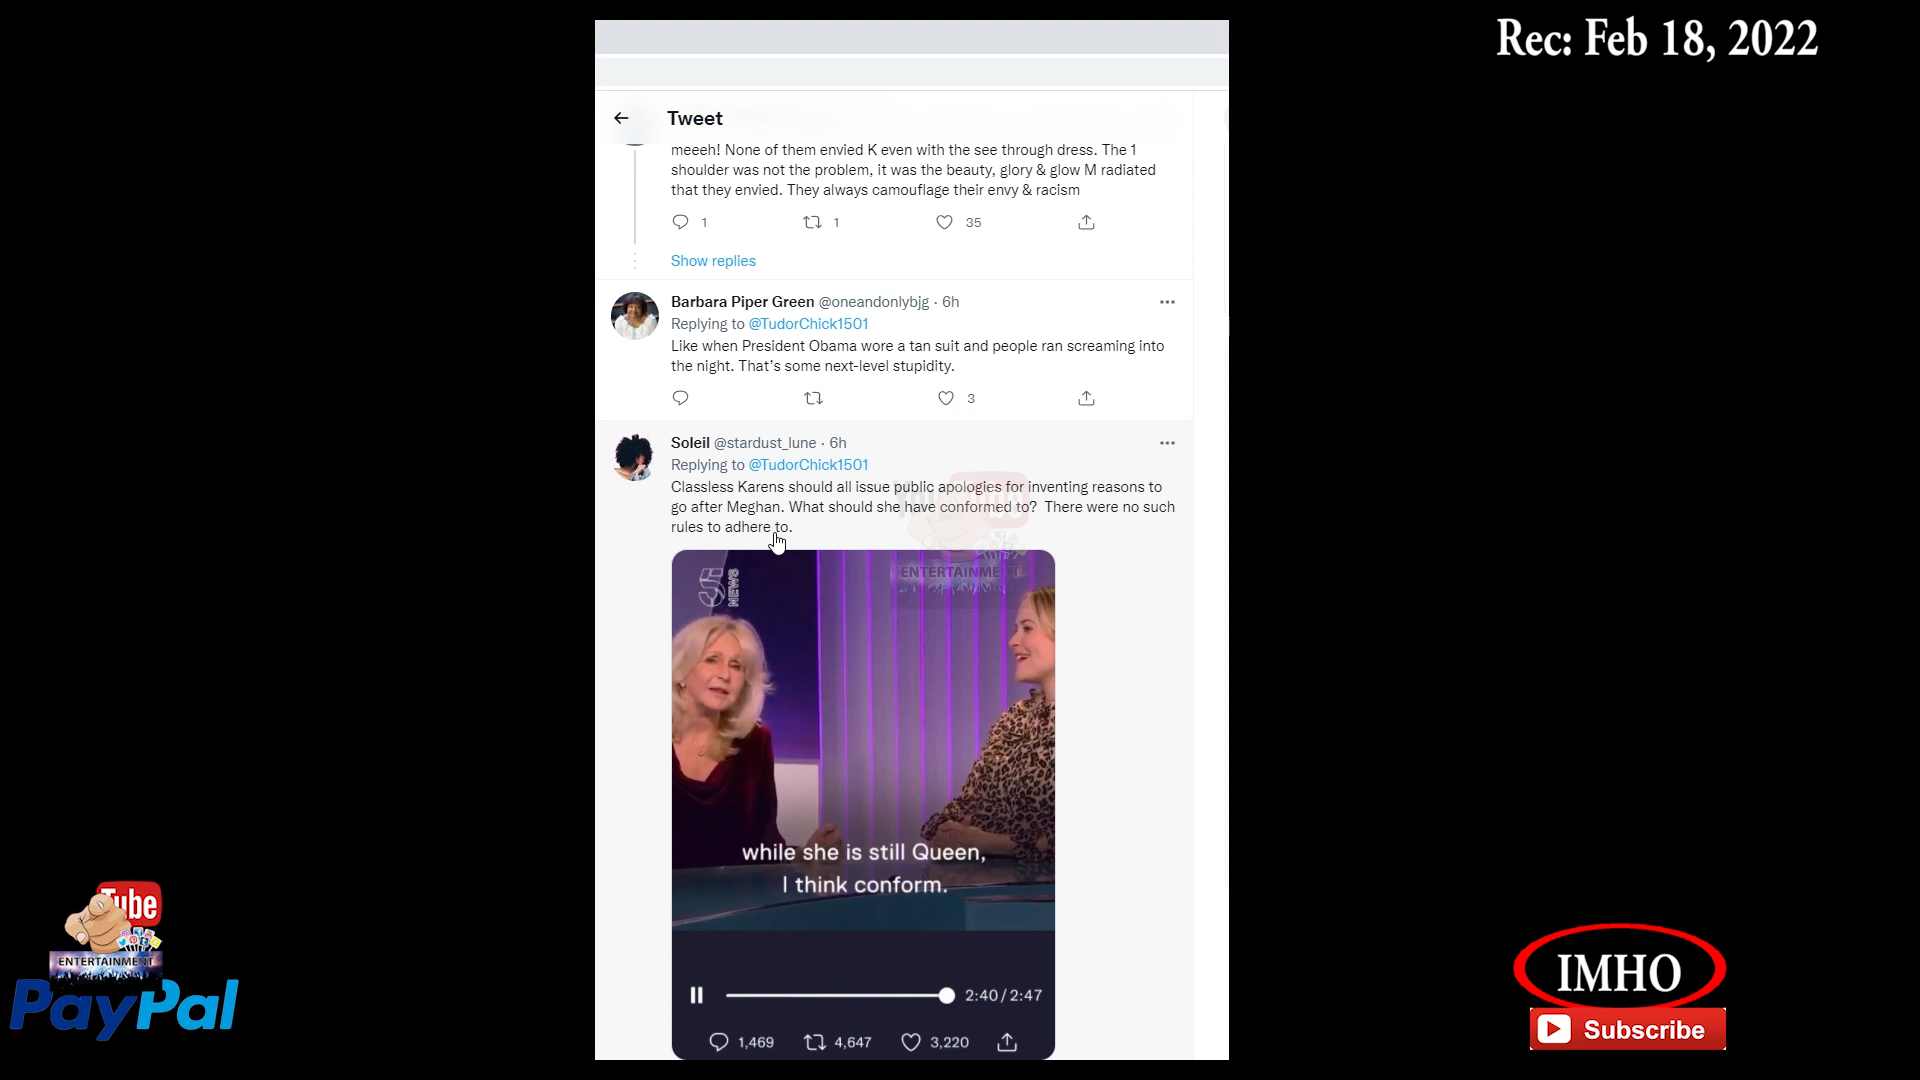 Rec: Feb 18, 2022
Tweet
meeeh! None of them envied K even with the see through dress. The 1
shoulder was not the problem, it was the beauty, glory & glow M radiated
that they envied. They always camouflage their envy & racism
1 1 35
Show replies
Barbara Piper Green @oneandonlybjg · 6h
Replying to @TudorChick1501
Like when President Obama wore a tan suit and people ran screaming into
the night. That's some next-level stupidity.
3
Soleil @stardust_lune · 6h
Replying to @TudorChick1501
Classless Karens should all issue public apologies for inventing reasons to
go after Meghan. What should she have conformed to?  There were no such
rules to adhere to.
You Tube
ENTERTAINMENT
5 NEWS
while she is still Queen,
I think conform.
2:40 / 2:47
1,469 4,647 3,220
Tube
ENTERTAINMENT
PayPal
IMHO
Subscribe